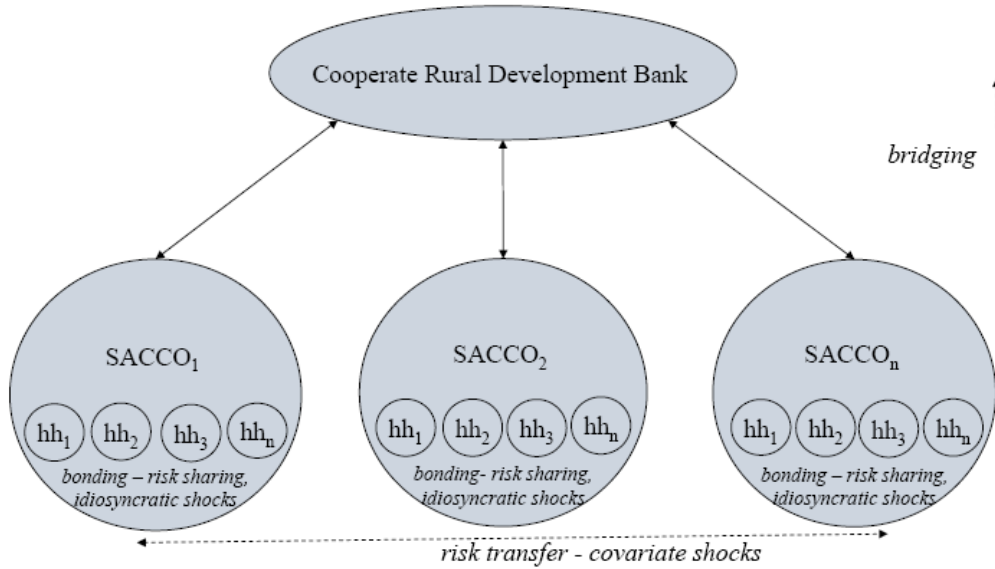 Cooperate Rural Development Bank
bridging
SACCO₁
SACCO₂
SACCOₙ
hh₁ hh₂ hh₃ hhₙ
hh₁ hh₂ hh₃ hhₙ
hh₁ hh₂ hh₃ hhₙ
bonding – risk sharing,
idiosyncratic shocks
bonding- risk sharing,
idiosyncratic shocks
bonding – risk sharing,
idiosyncratic shocks
risk transfer - covariate shocks